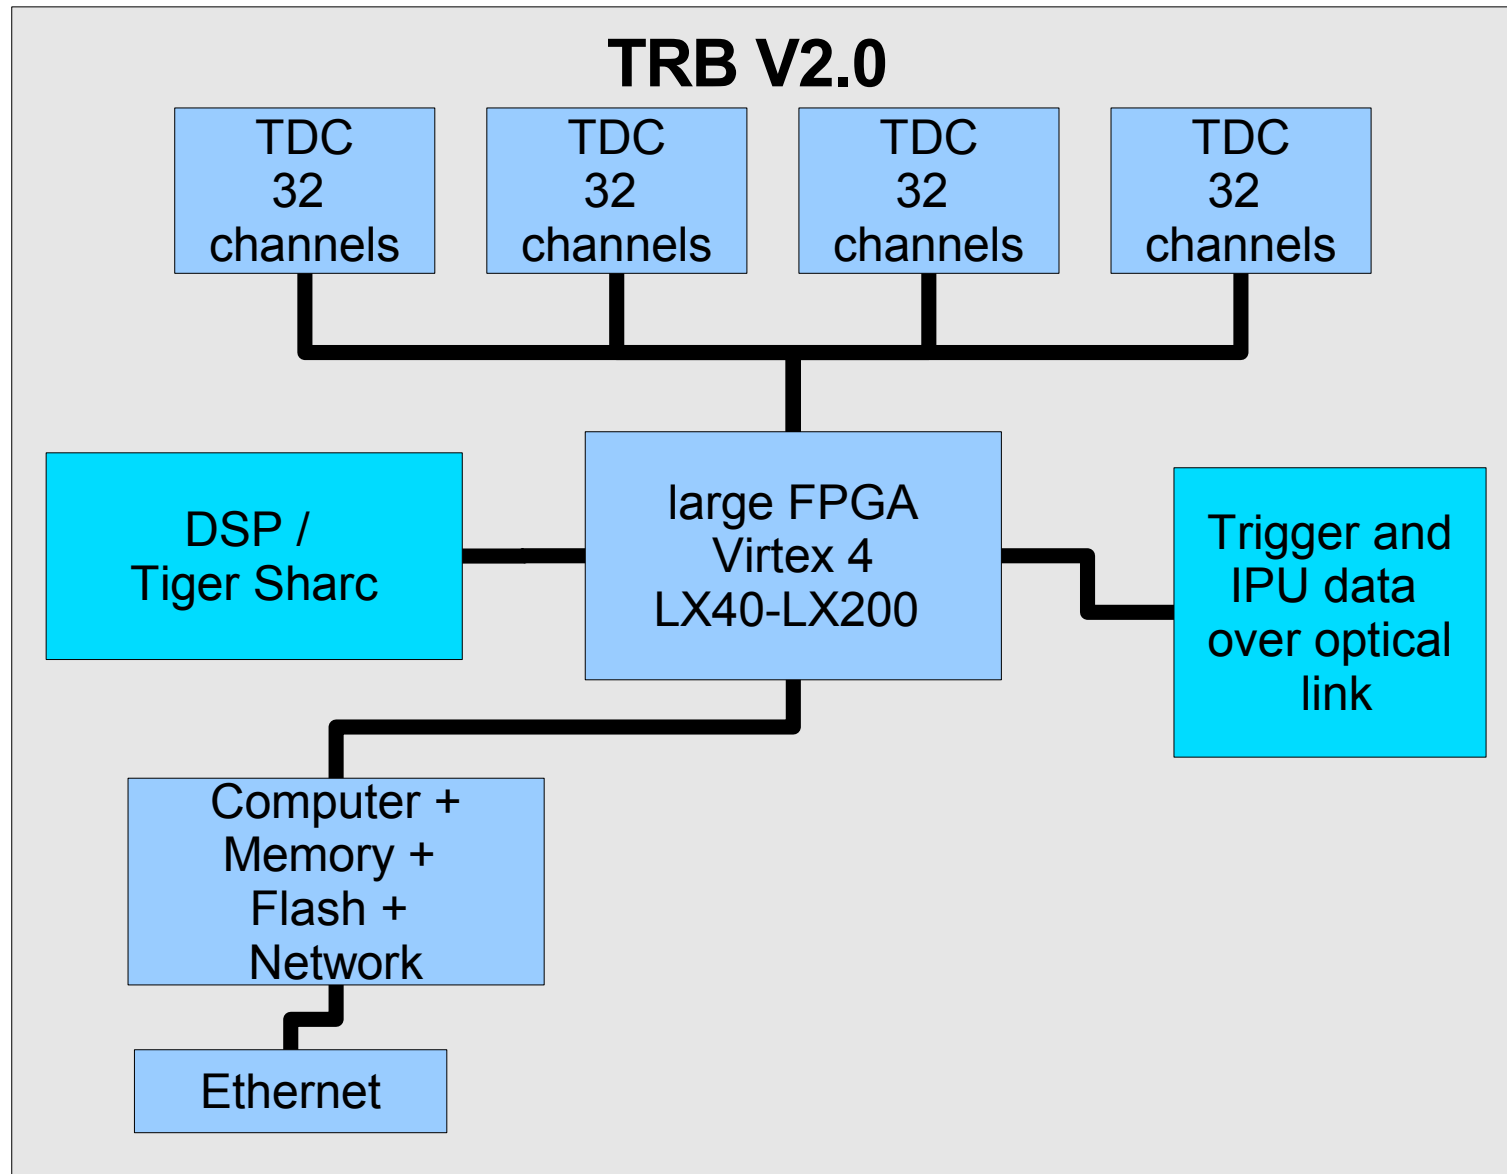 TRB V2.0
TDC
32
channels
TDC
32
channels
TDC
32
channels
TDC
32
channels
DSP /
Tiger Sharc
large FPGA
Virtex 4
LX40-LX200
Trigger and
IPU data
over optical
link
Computer +
Memory +
Flash +
Network
Ethernet